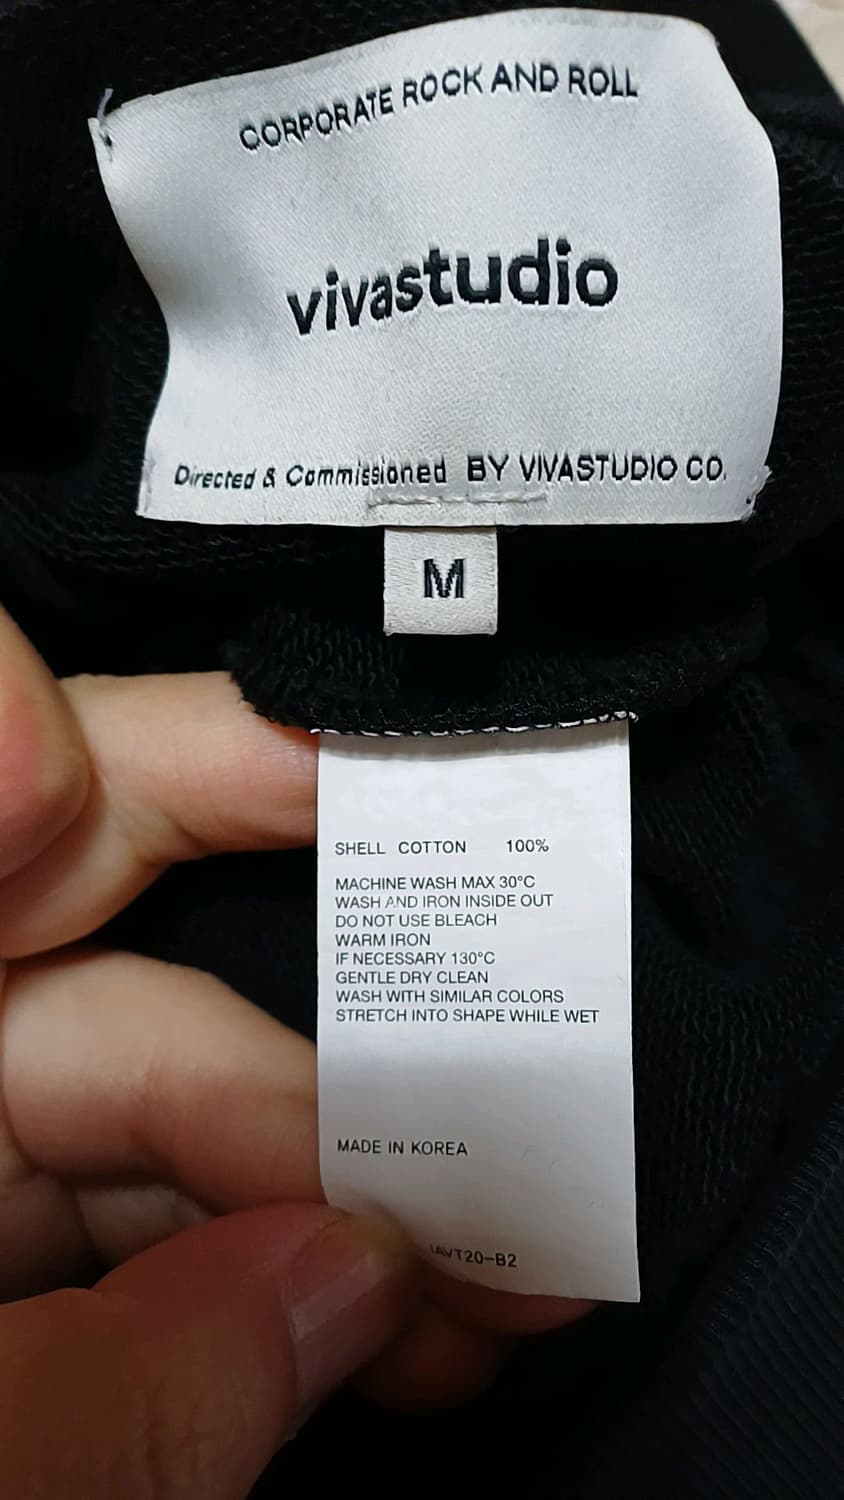 CORPORATE ROCK AND ROLL
vivastudio
Directed & Commissioned BY VIVASTUDIO CO.
M
SHELL COTTON 100%
MACHINE WASH MAX 30°C
WASH AND IRON INSIDE OUT
DO NOT USE BLEACH
WARM IRON
IF NECESSARY 130°C
GENTLE DRY CLEAN
WASH WITH SIMILAR COLORS
STRETCH INTO SHAPE WHILE WET
MADE IN KOREA